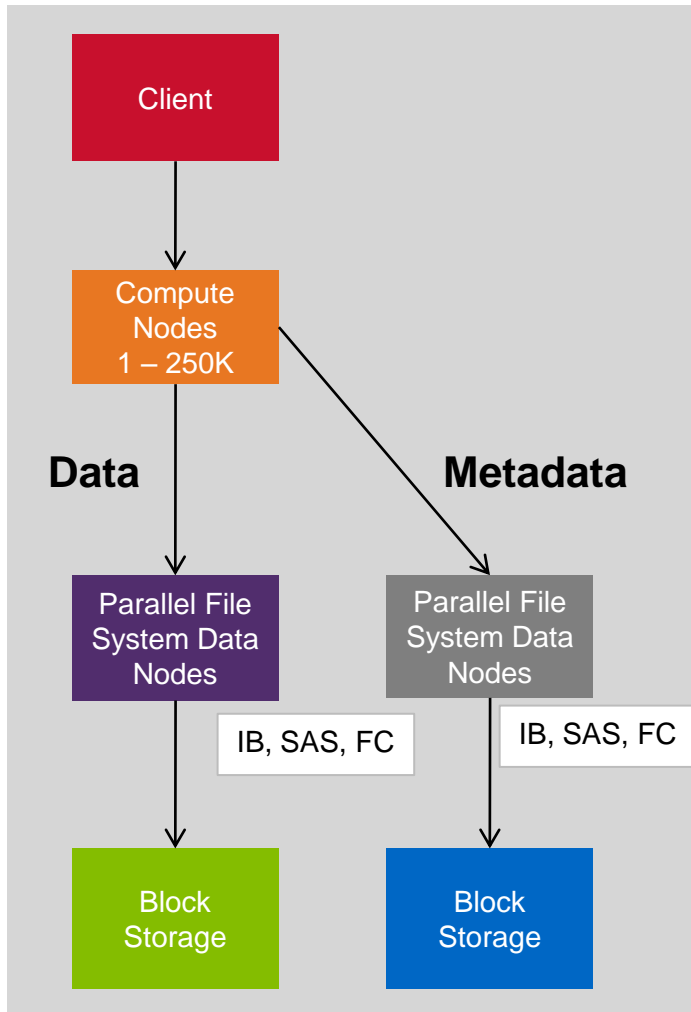 Client
Compute
Nodes
1 – 250K
Data
Metadata
Parallel File
System Data
Nodes
Parallel File
System Data
Nodes
IB, SAS, FC
IB, SAS, FC
Block
Storage
Block
Storage